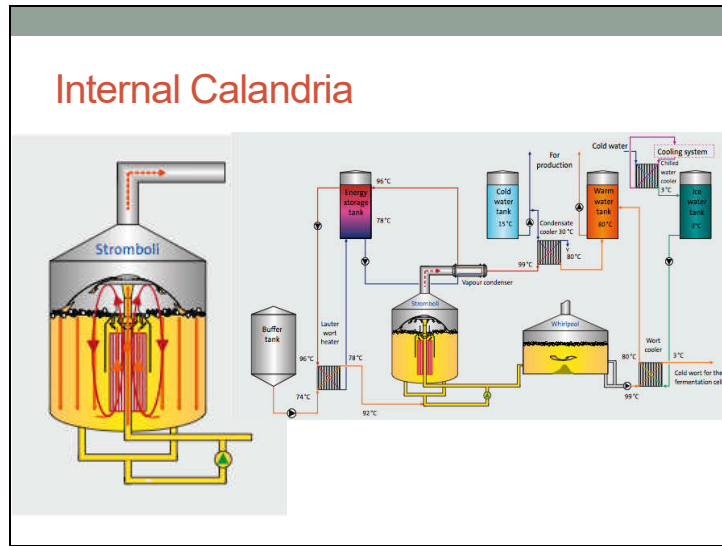 Internal Calandria
Stromboli
96 °C
Energy
storage
tank
78 °C
Buffer
tank
Lauter
wort
heater
96 °C
78 °C
74 °C
92 °C
For
production
Cold
water
tank
15 °C
Condensate
cooler 30 °C
80 °C
99 °C
Vapour condenser
Stromboli
Warm
water tank
80 °C
Cold water
Cooling system
Chilled
water
cooler
3 °C
Ice
water
tank
Whirlpool
Wort
cooler
80 °C
3 °C
99 °C
Cold wort for the
fermentation cell